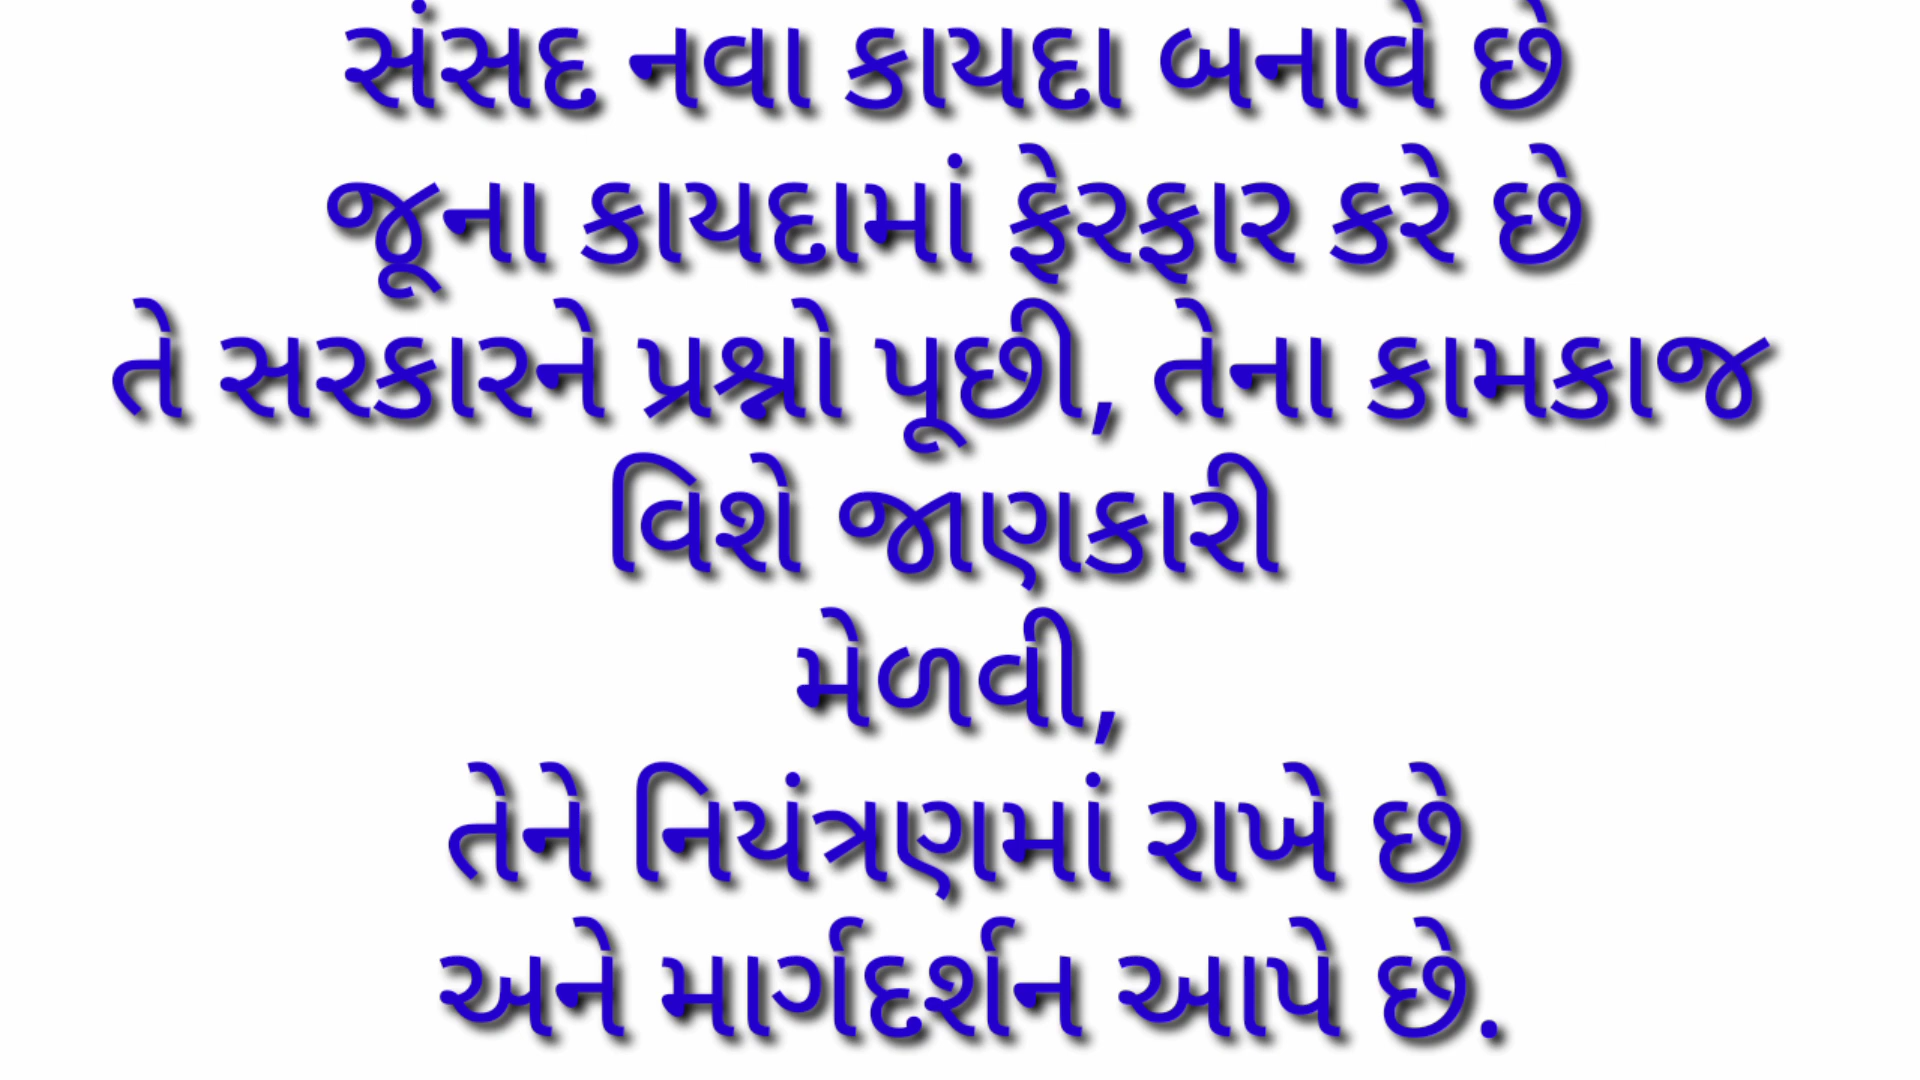 સંસદ નવા કાયદા બનાવે છે
જૂના કાયદામાં ફેરફાર કરે છે
તે સરકારને પ્રશ્નો પૂછી, તેના કામકાજ
વિશે જાણકારી
મેળવી,
તેને નિયંત્રણમાં રાખે છે
અને માર્ગદર્શન આપે છે.